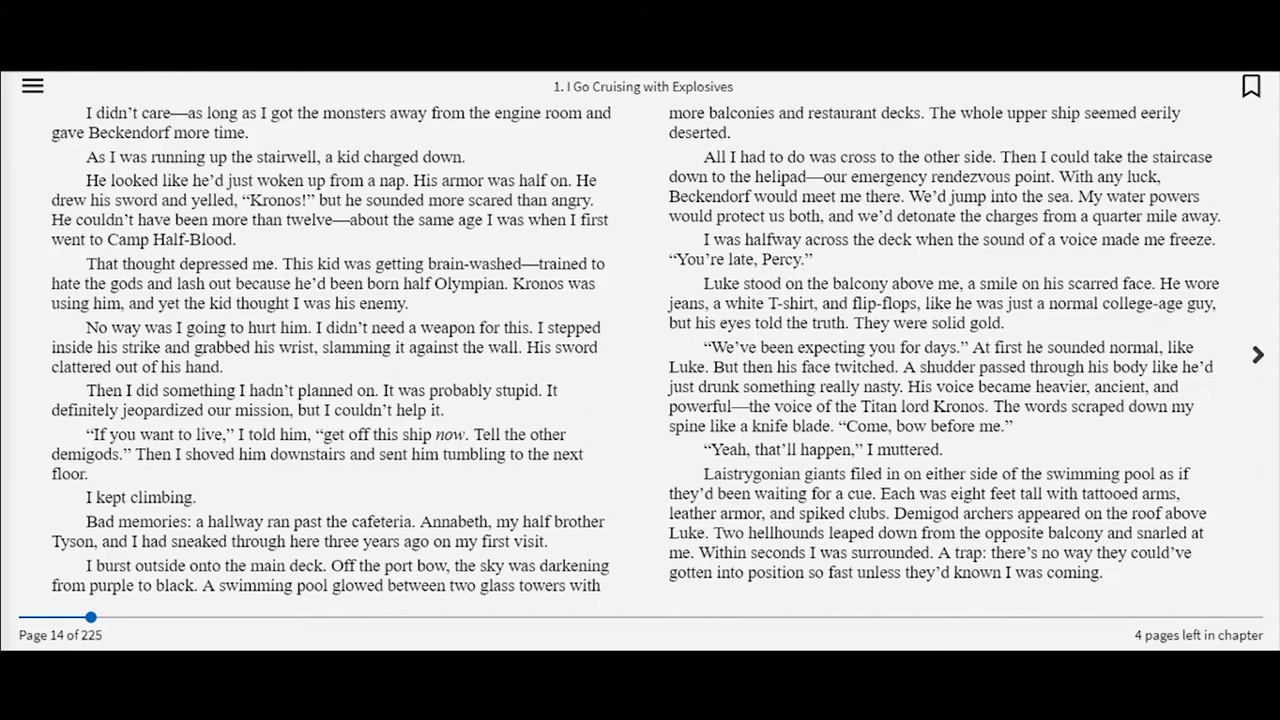 1. I Go Cruising with Explosives
I didn’t care—as long as I got the monsters away from the engine room and
gave Beckendorf more time.
As I was running up the stairwell, a kid charged down.
He looked like he’d just woken up from a nap. His armor was half on. He
drew his sword and yelled, “Kronos!” but he sounded more scared than angry.
He couldn’t have been more than twelve—about the same age I was when I first
went to Camp Half-Blood.
That thought depressed me. This kid was getting brain-washed—trained to
hate the gods and lash out because he’d been born half Olympian. Kronos was
using him, and yet the kid thought I was his enemy.
No way was I going to hurt him. I didn’t need a weapon for this. I stepped
inside his strike and grabbed his wrist, slamming it against the wall. His sword
clattered out of his hand.
Then I did something I hadn’t planned on. It was probably stupid. It
definitely jeopardized our mission, but I couldn’t help it.
“If you want to live,” I told him, “get off this ship now. Tell the other
demigods.” Then I shoved him downstairs and sent him tumbling to the next
floor.
I kept climbing.
Bad memories: a hallway ran past the cafeteria. Annabeth, my half brother
Tyson, and I had sneaked through here three years ago on my first visit.
I burst outside onto the main deck. Off the port bow, the sky was darkening
from purple to black. A swimming pool glowed between two glass towers with
more balconies and restaurant decks. The whole upper ship seemed eerily
deserted.
All I had to do was cross to the other side. Then I could take the staircase
down to the helipad—our emergency rendezvous point. With any luck,
Beckendorf would meet me there. We’d jump into the sea. My water powers
would protect us both, and we’d detonate the charges from a quarter mile away.
I was halfway across the deck when the sound of a voice made me freeze.
“You’re late, Percy.”
Luke stood on the balcony above me, a smile on his scarred face. He wore
jeans, a white T-shirt, and flip-flops, like he was just a normal college-age guy,
but his eyes told the truth. They were solid gold.
“We’ve been expecting you for days.” At first he sounded normal, like
Luke. But then his face twitched. A shudder passed through his body like he’d
just drunk something really nasty. His voice became heavier, ancient, and
powerful—the voice of the Titan lord Kronos. The words scraped down my
spine like a knife blade. “Come, bow before me.”
“Yeah, that’ll happen,” I muttered.
Laistrygonian giants filed in on either side of the swimming pool as if
they’d been waiting for a cue. Each was eight feet tall with tattooed arms,
leather armor, and spiked clubs. Demigod archers appeared on the roof above
Luke. Two hellhounds leaped down from the opposite balcony and snarled at
me. Within seconds I was surrounded. A trap: there’s no way they could’ve
gotten into position so fast unless they’d known I was coming.
Page 14 of 225
4 pages left in chapter